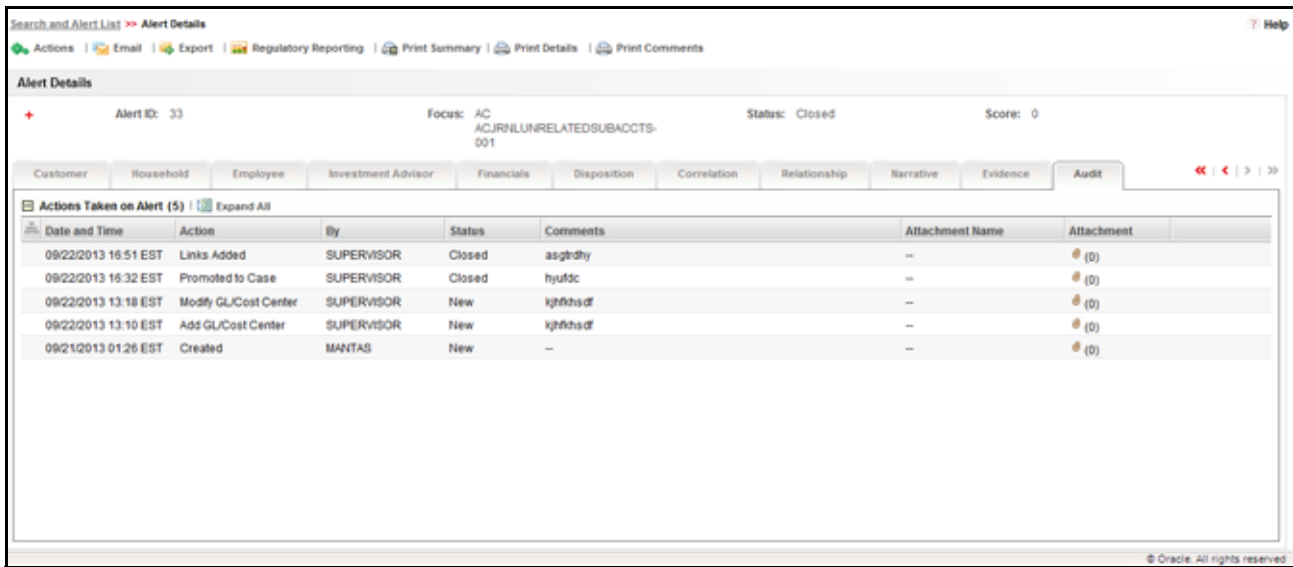 Search and Alert List >> Alert Details ? Help
Actions | Email | Export | Regulatory Reporting | Print Summary | Print Details | Print Comments
Alert Details
+ Alert ID: 33 Focus: AC Status: Closed Score: 0
ACJRNLUNRELATEDSUBACCTS-
001
Customer Household Employee Investment Advisor Financials Disposition Correlation Relationship Narrative Evidence Audit
Actions Taken on Alert (5) | Expand All
Date and Time Action By Status Comments Attachment Name Attachment
09/22/2013 16:51 EST Links Added SUPERVISOR Closed asgtrdhy -- (0)
09/22/2013 16:32 EST Promoted to Case SUPERVISOR Closed hyufdc -- (0)
09/22/2013 13:18 EST Modify GL/Cost Center SUPERVISOR New kjhfkhsdf -- (0)
09/22/2013 13:10 EST Add GL/Cost Center SUPERVISOR New kjhfkhsdf -- (0)
09/21/2013 01:26 EST Created MANTAS New -- -- (0)
© Oracle. All rights reserved